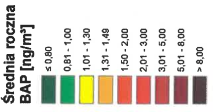 Średnia roczna
BAP [ng/m³]
≤ 0,80
0,81 - 1,00
1,01 - 1,30
1,31 - 1,49
1,50 - 2,00
2,01 - 3,00
3,01 - 5,00
5,01 - 8,00
> 8,00